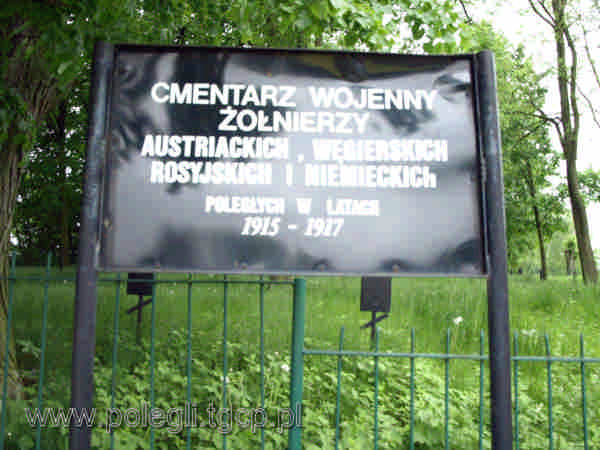 CMENTARZ WOJENNY
ŻOŁNIERZY
AUSTRIACKICH, WĘGIERSKICH
ROSYJSKICH I NIEMIECKICh
POLEGŁYCH W LATACH
1915 - 1917
www.polegli.tgcp.pl